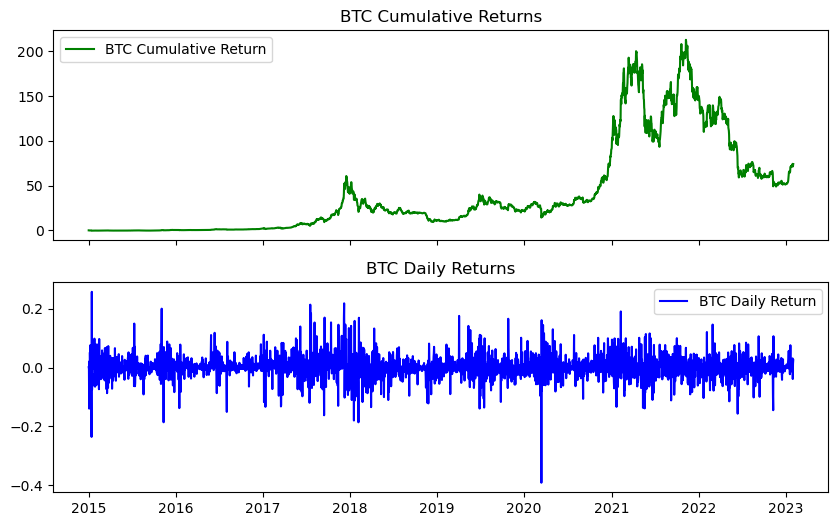 BTC Cumulative Returns
BTC Cumulative Return
200
150
100
50
0
BTC Daily Returns
BTC Daily Return
0.2
0.0
−0.2
−0.4
2015 2016 2017 2018 2019 2020 2021 2022 2023